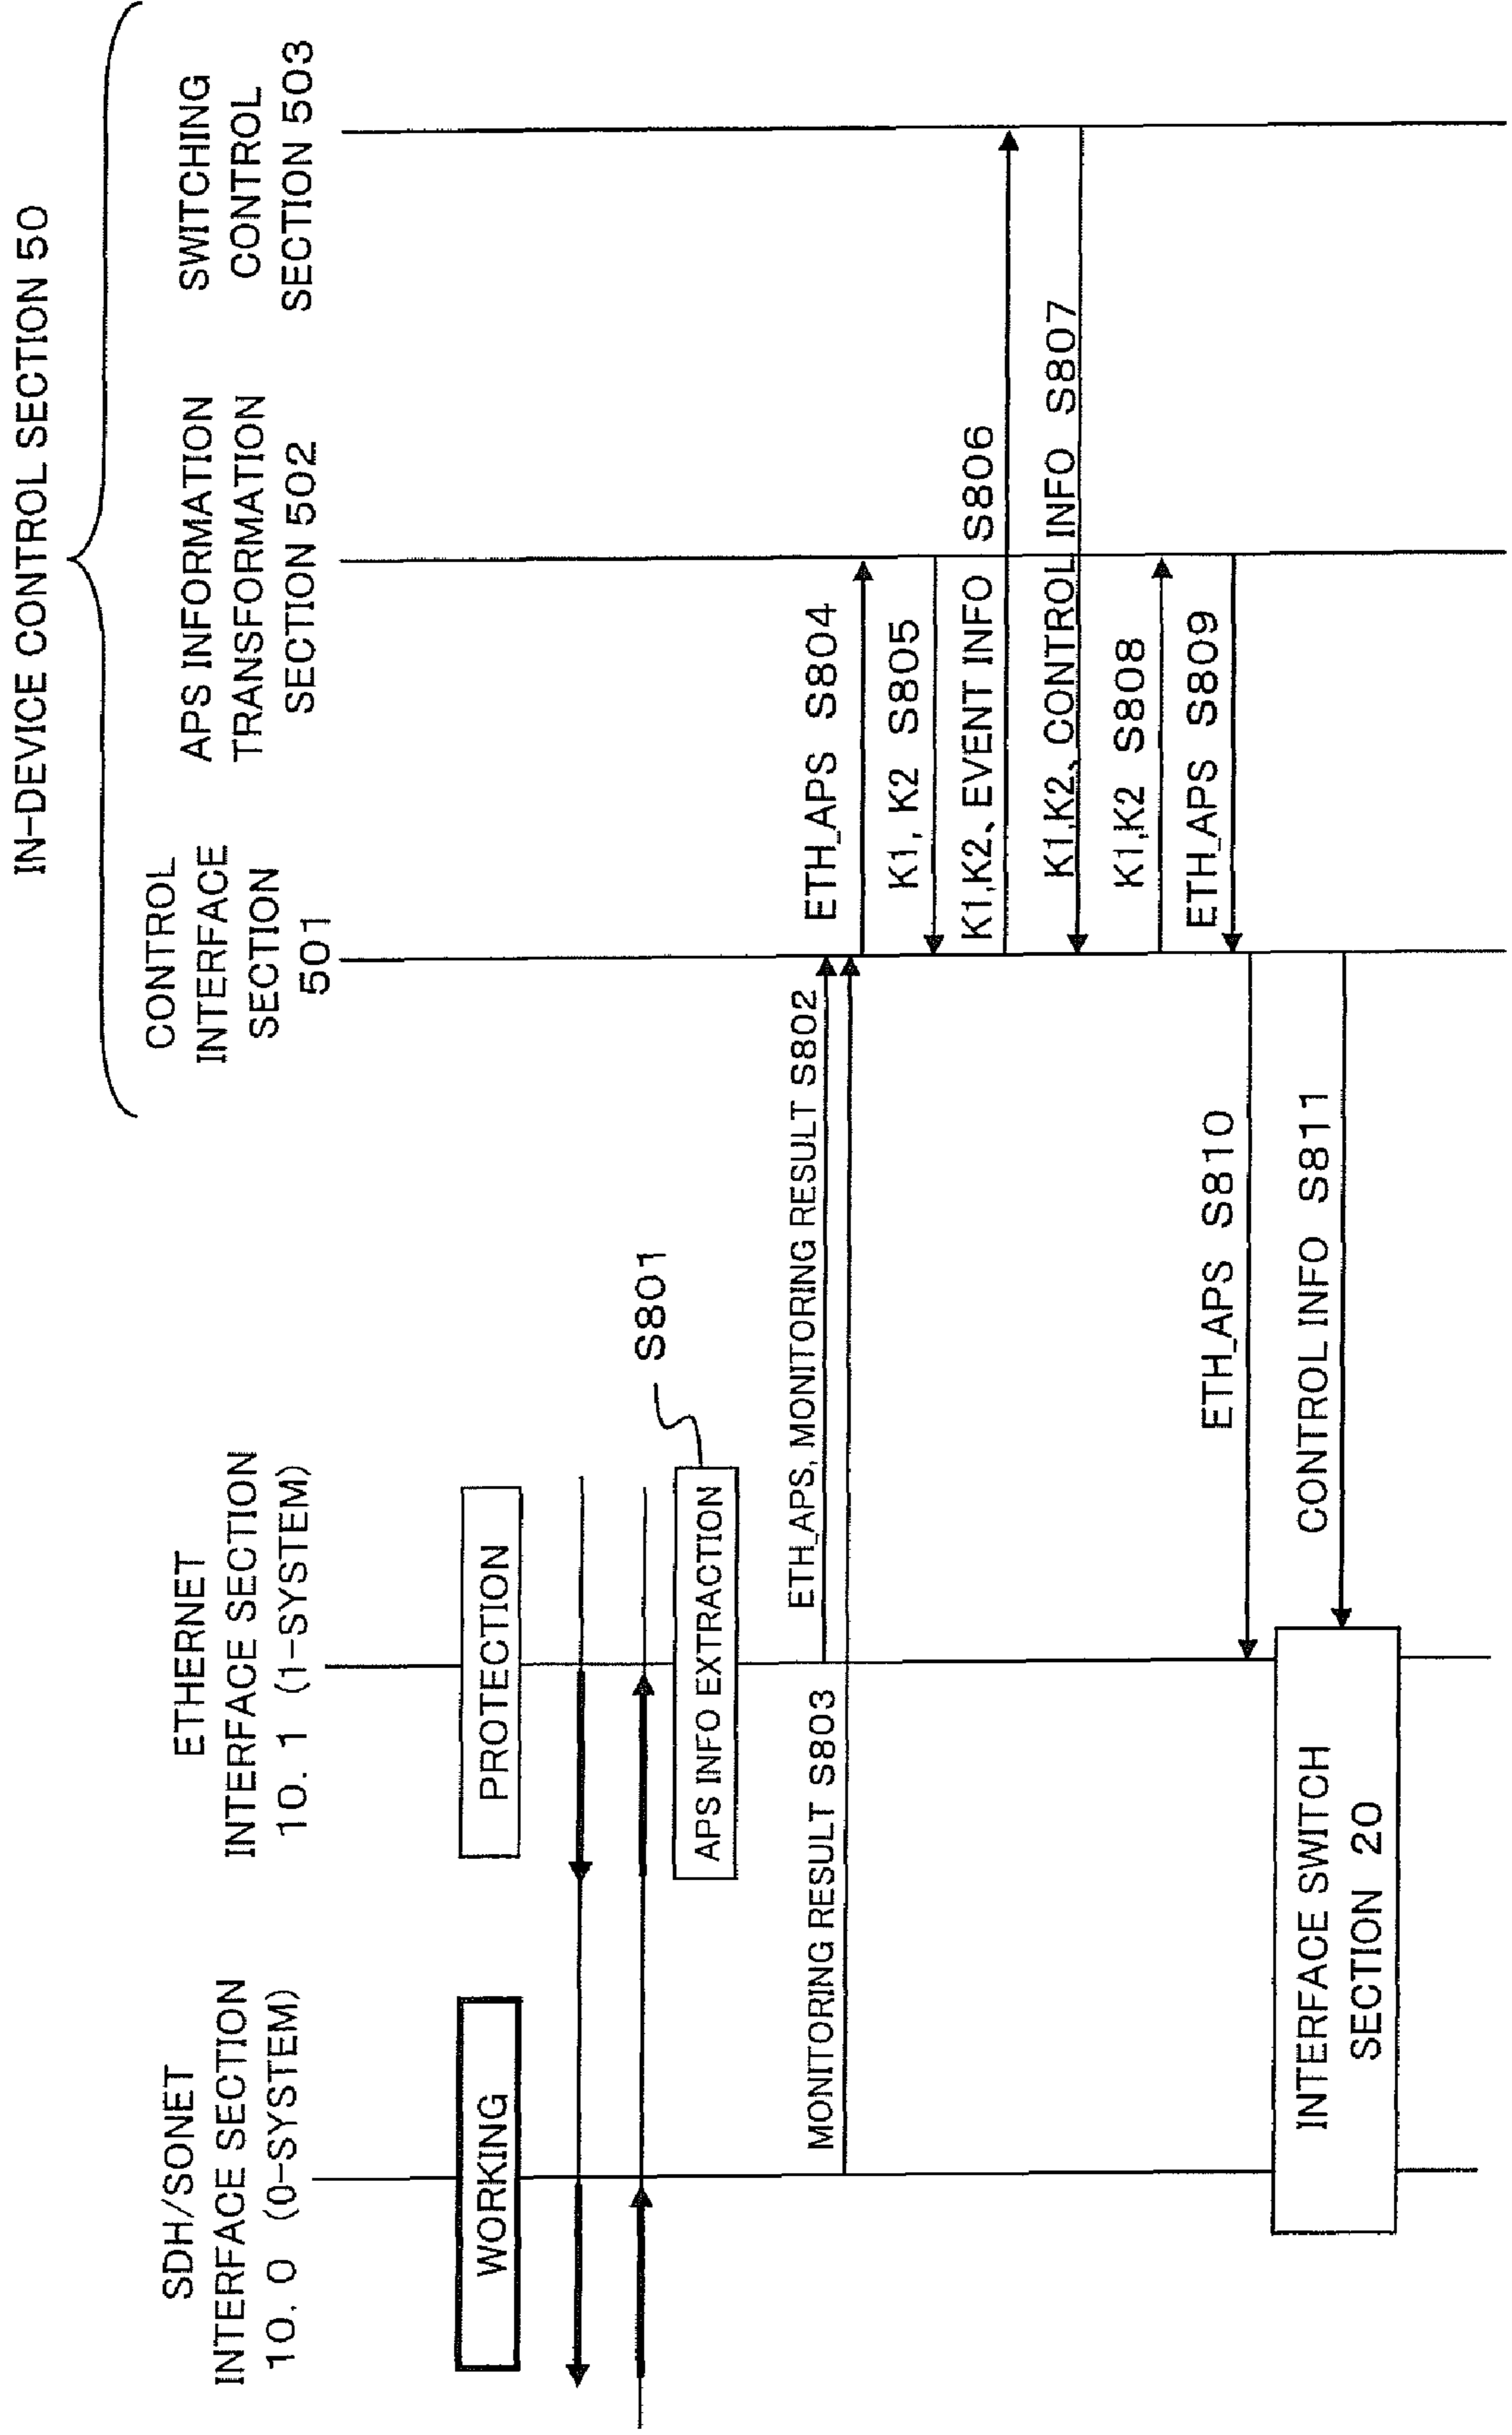 IN-DEVICE CONTROL SECTION 50
SDH/SONET
INTERFACE SECTION
10. 0 (0-SYSTEM)
ETHERNET
INTERFACE SECTION
10. 1 (1-SYSTEM)
CONTROL
INTERFACE
SECTION
501
APS INFORMATION
TRANSFORMATION
SECTION 502
SWITCHING
CONTROL
SECTION 503
WORKING
PROTECTION
APS INFO EXTRACTION
S801
ETH_APS, MONITORING RESULT S802
MONITORING RESULT S803
ETH_APS S804
K1, K2 S805
K1,K2、EVENT INFO S806
K1,K2、CONTROL INFO S807
K1,K2 S808
ETH_APS S809
ETH_APS S810
CONTROL INFO S811
INTERFACE SWITCH
SECTION 20